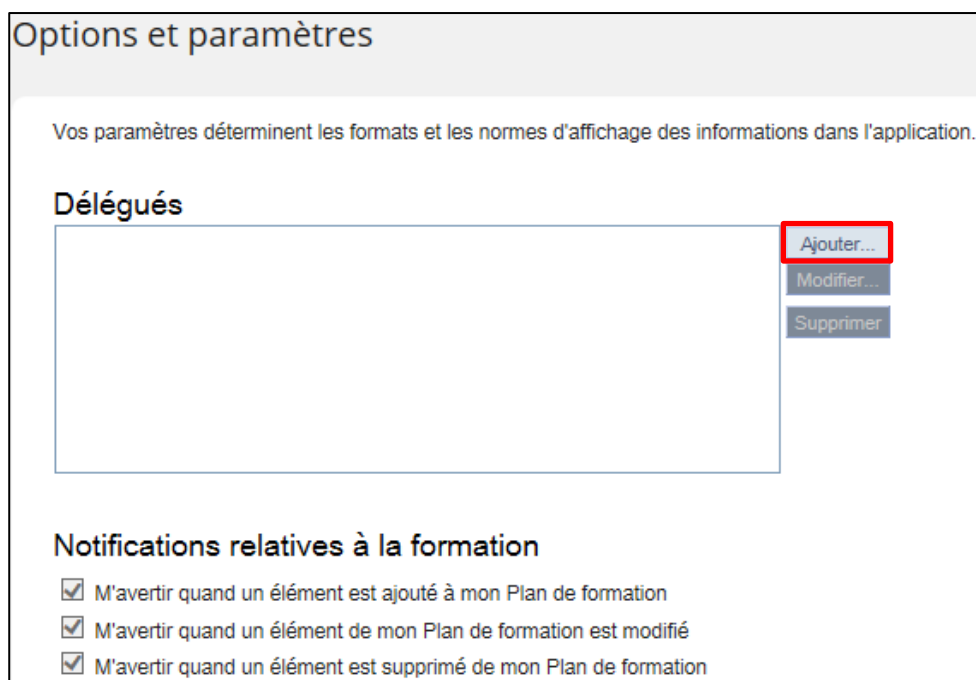 Options et paramètres
Vos paramètres déterminent les formats et les normes d'affichage des informations dans l'application.
Délégués
Ajouter...
Modifier...
Supprimer
Notifications relatives à la formation
M'avertir quand un élément est ajouté à mon Plan de formation
M'avertir quand un élément de mon Plan de formation est modifié
M'avertir quand un élément est supprimé de mon Plan de formation